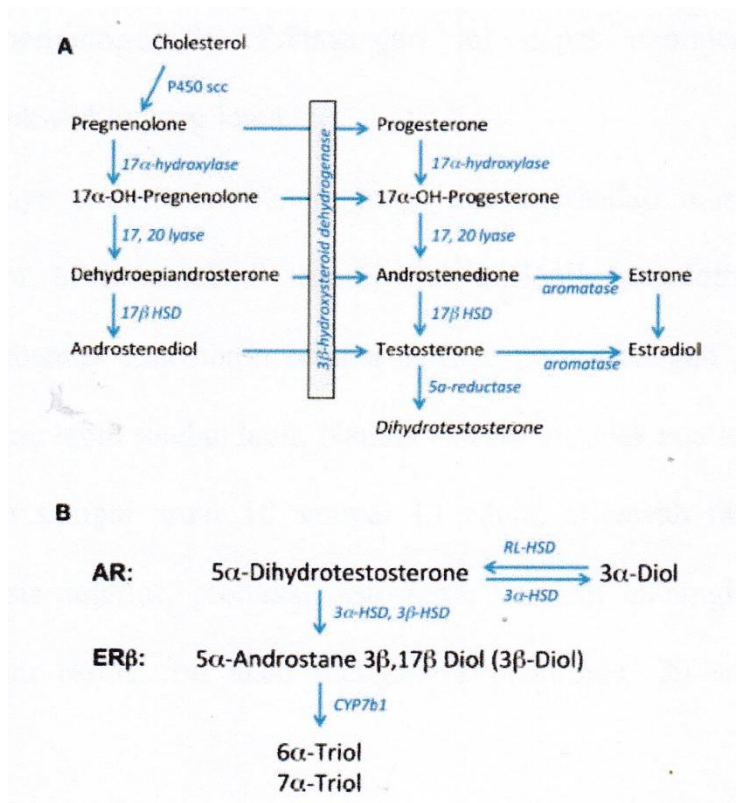 A
Cholesterol
P450 scc
Pregnenolone
Progesterone
17α-hydroxylase
17α-hydroxylase
17α-OH-Pregnenolone
17α-OH-Progesterone
17, 20 lyase
17, 20 lyase
3β-hydroxysteroid dehydrogenase
Dehydroepiandrosterone
Androstenedione
Estrone
aromatase
17β HSD
17β HSD
Androstenediol
Testosterone
Estradiol
aromatase
5α-reductase
Dihydrotestosterone
B
RL-HSD
AR: 5α-Dihydrotestosterone 3α-Diol
3α-HSD
3α-HSD, 3β-HSD
ERβ: 5α-Androstane 3β,17β Diol (3β-Diol)
CYP7b1
6α-Triol
7α-Triol